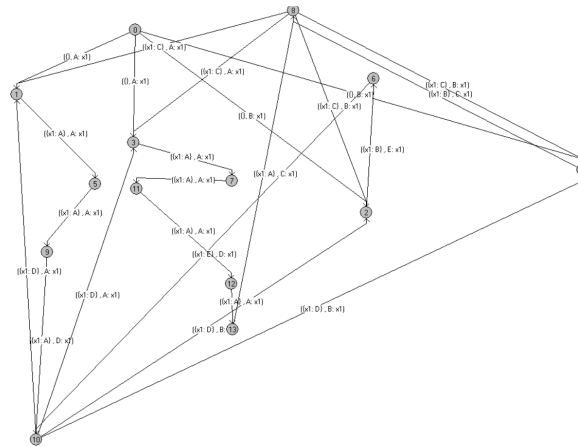 8
0
((), A: x1)
((x1: C) , A: x1)
((x1: C) , A: x1)
6
((), A: x1)
((x1: C) , B: x1)
1
((), B: x1)
((x1: B) , C: x1)
((x1: C) , B: x1)
((), B: x1)
((x1: A) , A: x1)
3
((x1: B) , E: x1)
((x1: A) , A: x1)
((x1: A) , C: x1)
5
11
((x1: A) , A: x1)
7
2
((x1: A) , A: x1)
((x1: A) , A: x1)
9
((x1: E) , D: x1)
((x1: D) , A: x1)
12
((x1: D) , A: x1)
((x1: A) , A: x1)
((x1: D) , B: x1)
((x1: D) , B:
13
((x1: A) , D: x1)
10